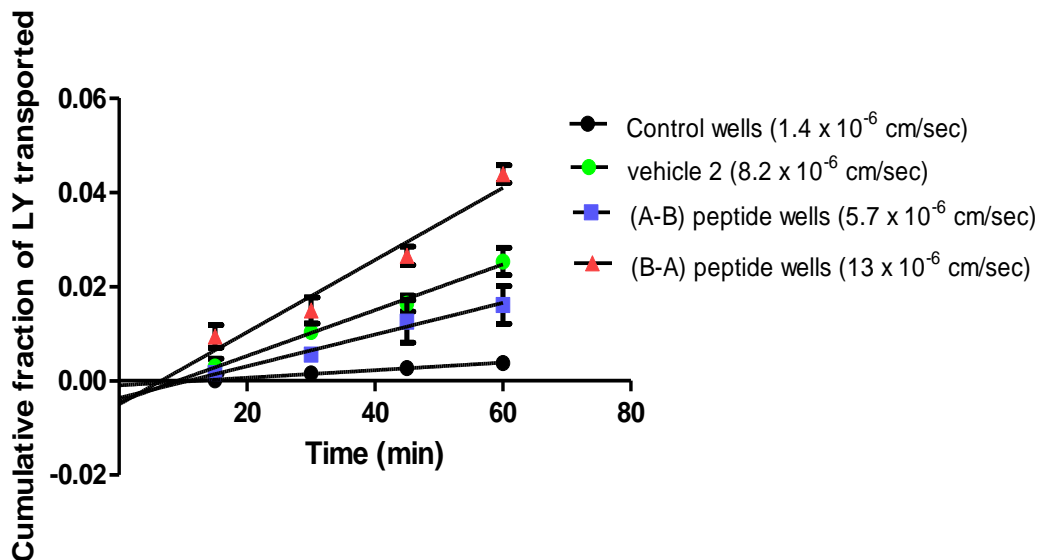 Cumulative fraction of LY transported
0.06
0.04
0.02
0.00
-0.02
20
40
60
80
Time (min)
Control wells (1.4 x 10⁻⁶ cm/sec)
vehicle 2 (8.2 x 10⁻⁶ cm/sec)
(A-B) peptide wells (5.7 x 10⁻⁶ cm/sec)
(B-A) peptide wells (13 x 10⁻⁶ cm/sec)